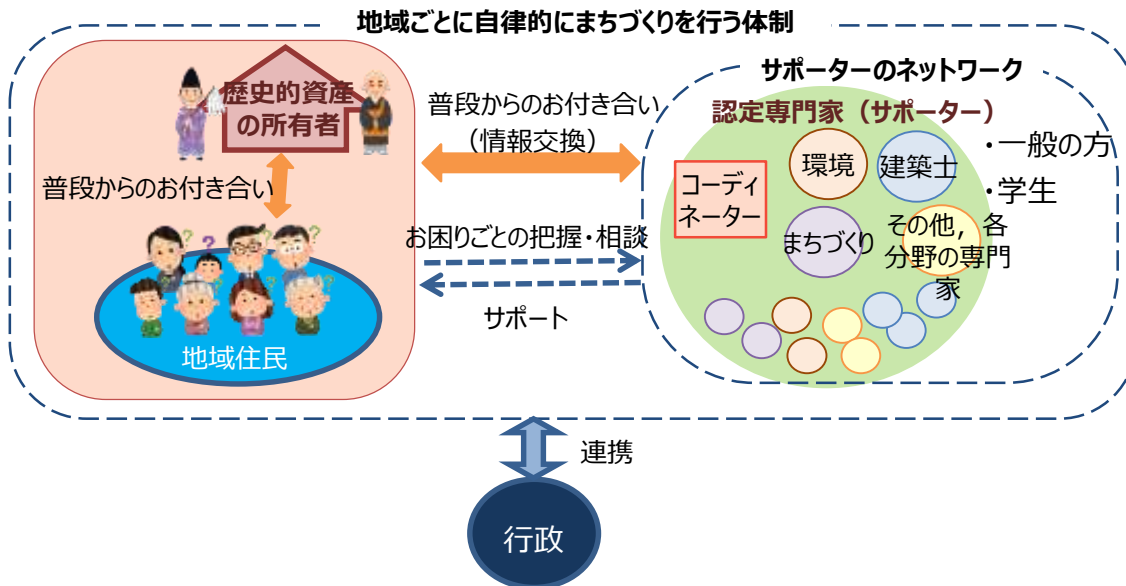 地域ごとに自律的にまちづくりを行う体制
歴史的資産
の所有者
普段からのお付き合い
地域住民
普段からのお付き合い
（情報交換）
お困りごとの把握・相談
サポート
サポーターのネットワーク
認定専門家（サポーター）
コーディ
ネーター
環境
建築士
まちづくり
その他，各
分野の専門
家
・一般の方
・学生
連携
行政